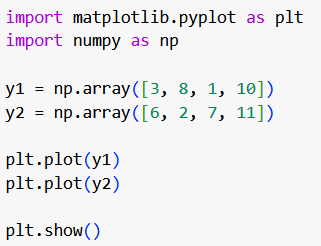 import matplotlib.pyplot as plt
import numpy as np
y1 = np.array([3, 8, 1, 10])
y2 = np.array([6, 2, 7, 11])
plt.plot(y1)
plt.plot(y2)
plt.show()